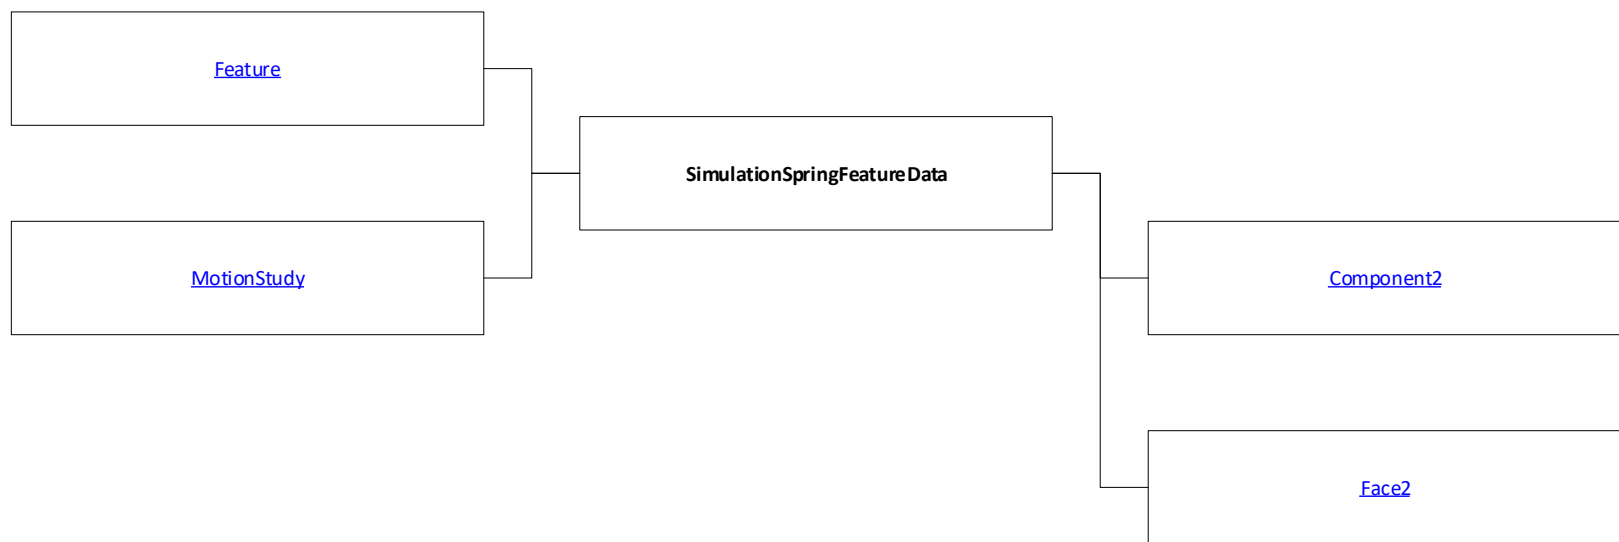 Feature
SimulationSpringFeatureData
MotionStudy
Component2
Face2